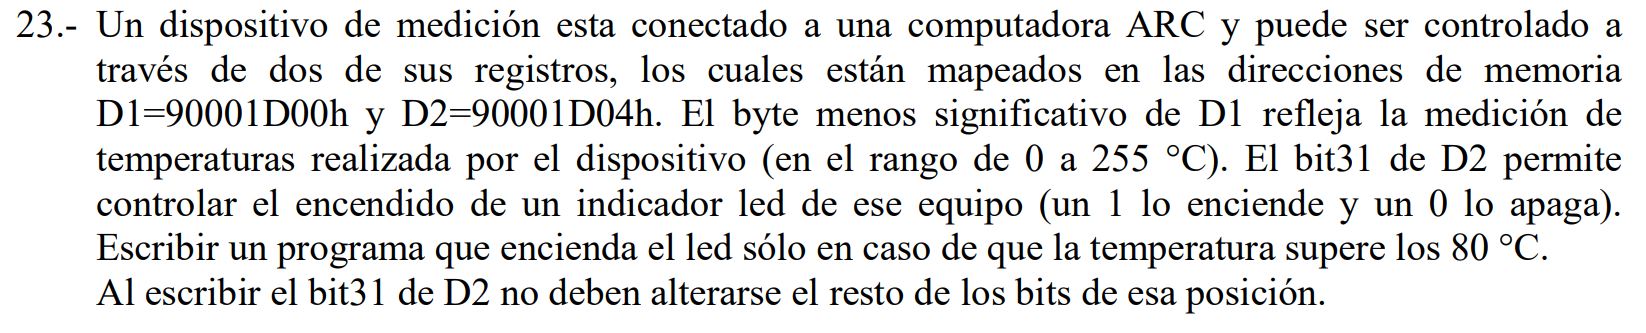 23.- Un dispositivo de medición esta conectado a una computadora ARC y puede ser controlado a
través de dos de sus registros, los cuales están mapeados en las direcciones de memoria
D1=90001D00h y D2=90001D04h. El byte menos significativo de D1 refleja la medición de
temperaturas realizada por el dispositivo (en el rango de 0 a 255 °C). El bit31 de D2 permite
controlar el encendido de un indicador led de ese equipo (un 1 lo enciende y un 0 lo apaga).
Escribir un programa que encienda el led sólo en caso de que la temperatura supere los 80 °C.
Al escribir el bit31 de D2 no deben alterarse el resto de los bits de esa posición.